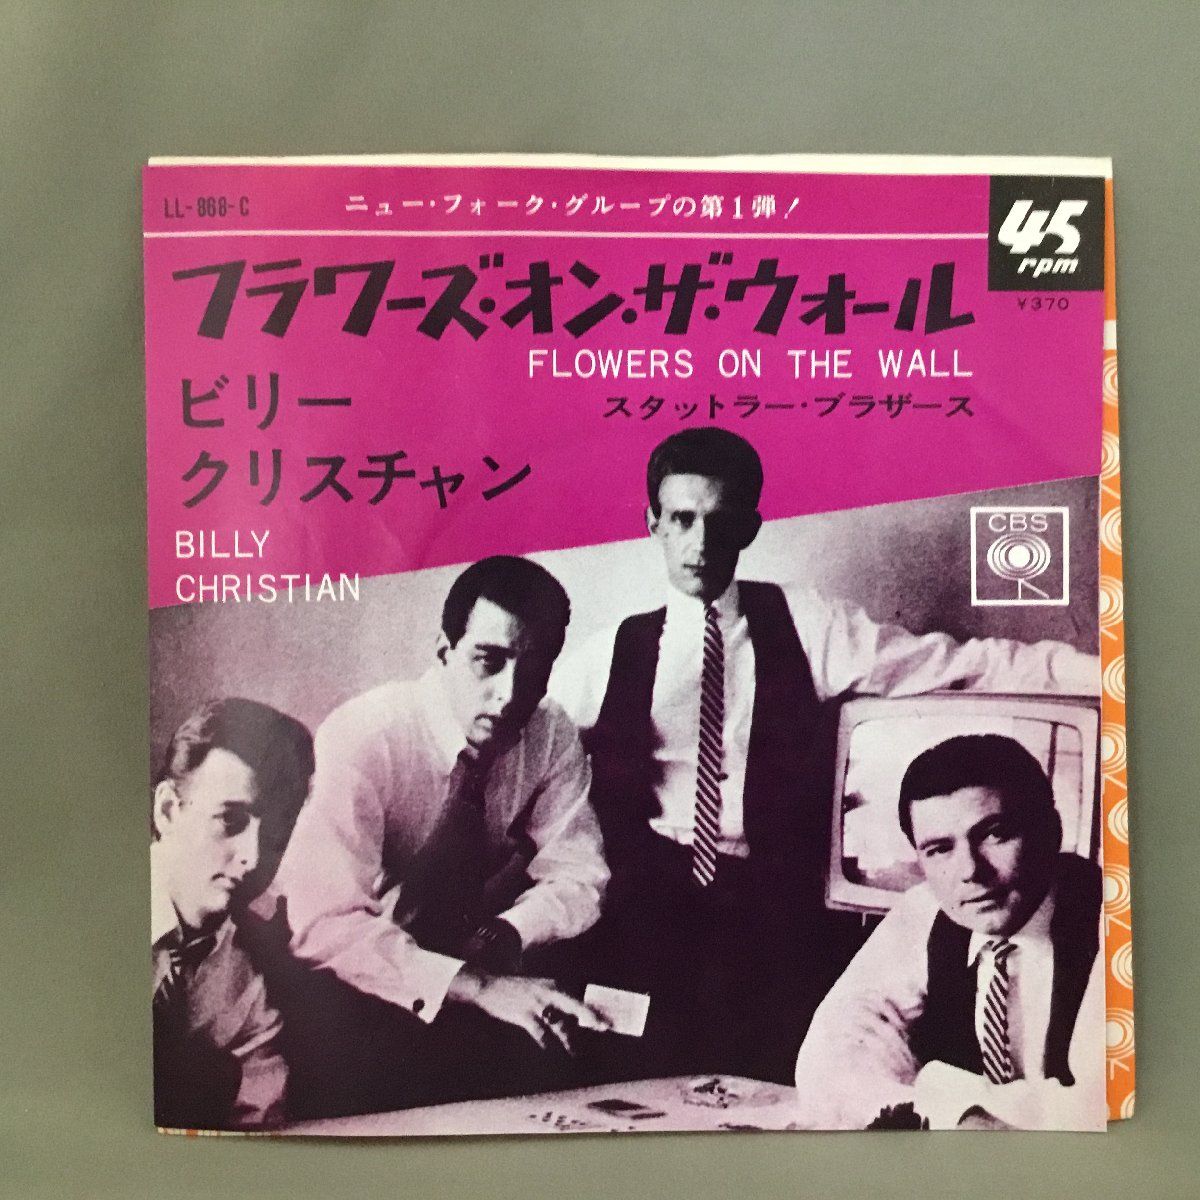 LL-868-C
ニュー・フォーク・グループの第1弾!
45
rpm
¥370
フラワーズ・オン・ザ・ウォール
FLOWERS ON THE WALL
スタットラー・ブラザース
ビリー
クリスチャン
BILLY
CHRISTIAN
CBS